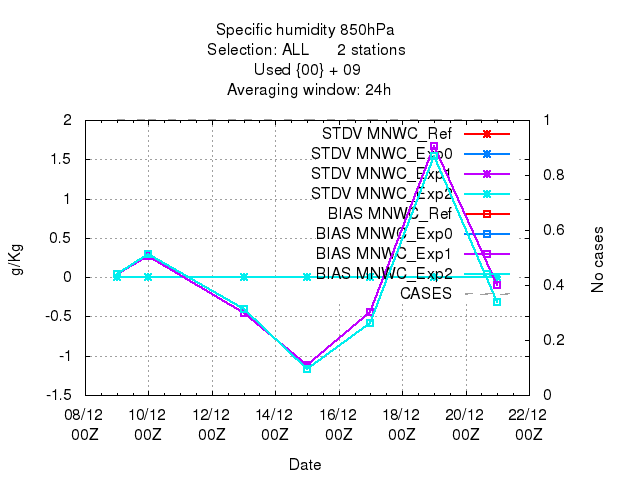 Specific humidity 850hPa
Selection: ALL 2 stations
Used {00} + 09
Averaging window: 24h
2
1.5
1
0.5
0
-0.5
-1
-1.5
g/Kg
STDV MNWC_Ref
STDV MNWC_Exp0
STDV MNWC_Exp1
STDV MNWC_Exp2
BIAS MNWC_Ref
BIAS MNWC_Exp0
BIAS MNWC_Exp1
BIAS MNWC_Exp2
CASES
1
0.8
0.6
0.4
0.2
0
No cases
08/12 10/12 12/12 14/12 16/12 18/12 20/12 22/12
00Z 00Z 00Z 00Z 00Z 00Z 00Z 00Z
Date